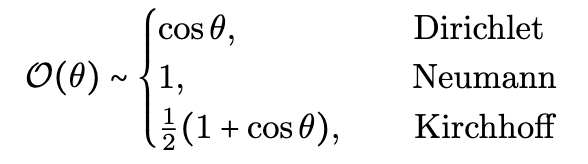 cos θ, Dirichlet
𝒪(θ) ~ { 1, Neumann
½(1 + cos θ), Kirchhoff